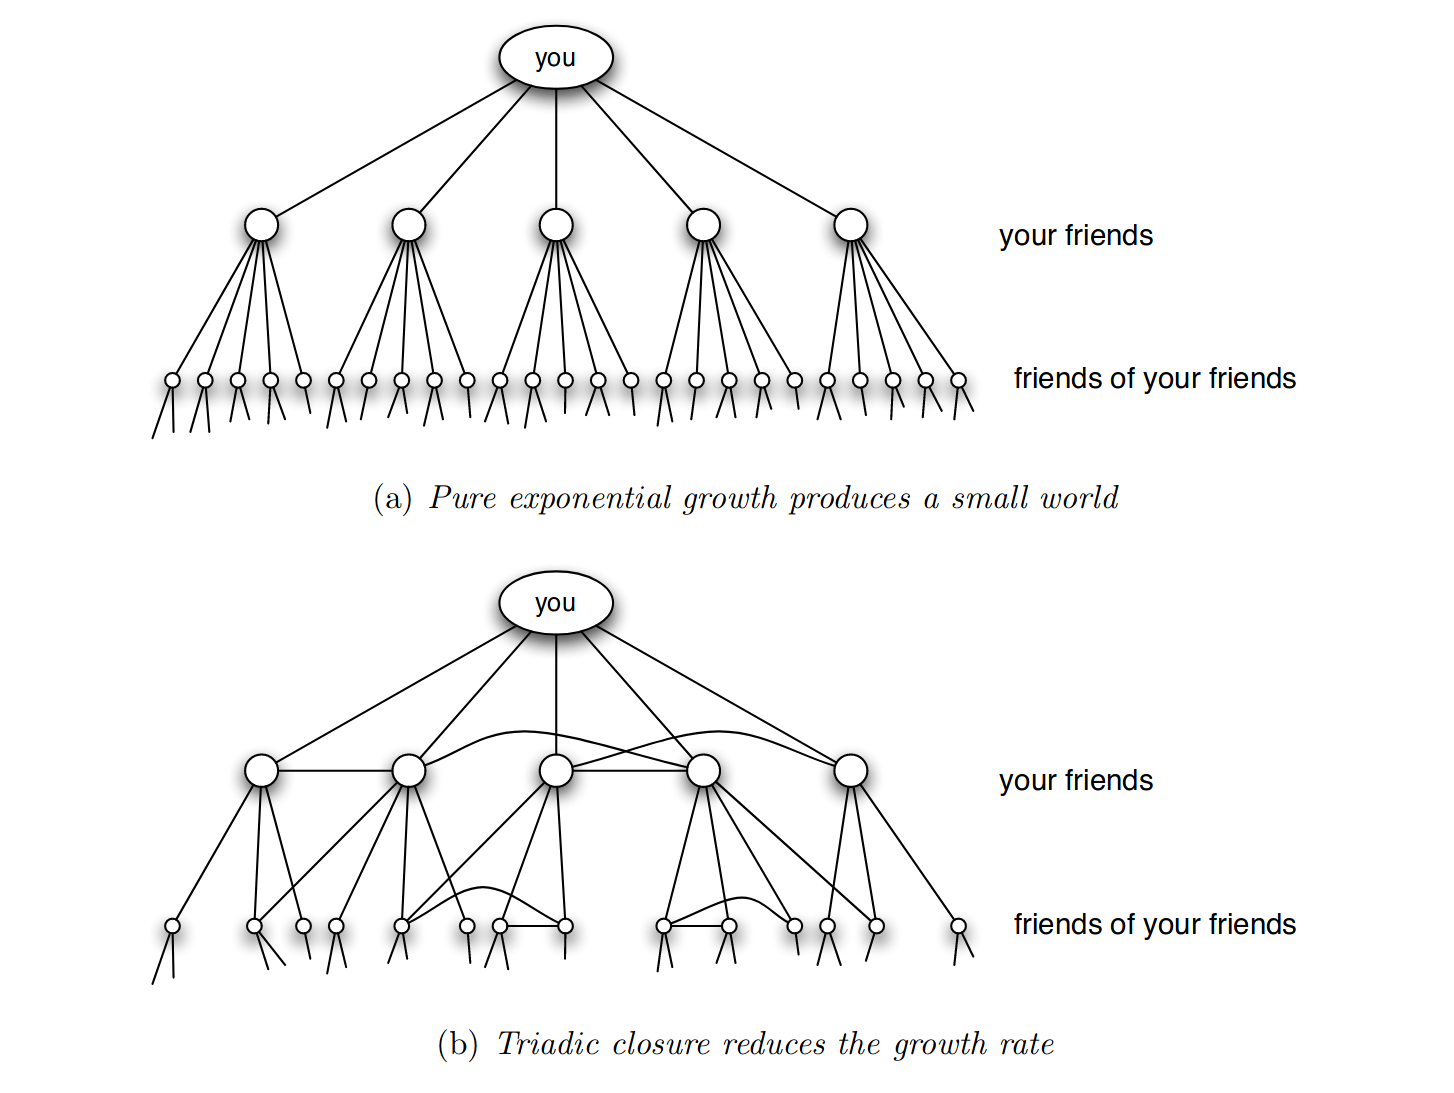 you
your friends
friends of your friends
(a) Pure exponential growth produces a small world
you
your friends
friends of your friends
(b) Triadic closure reduces the growth rate